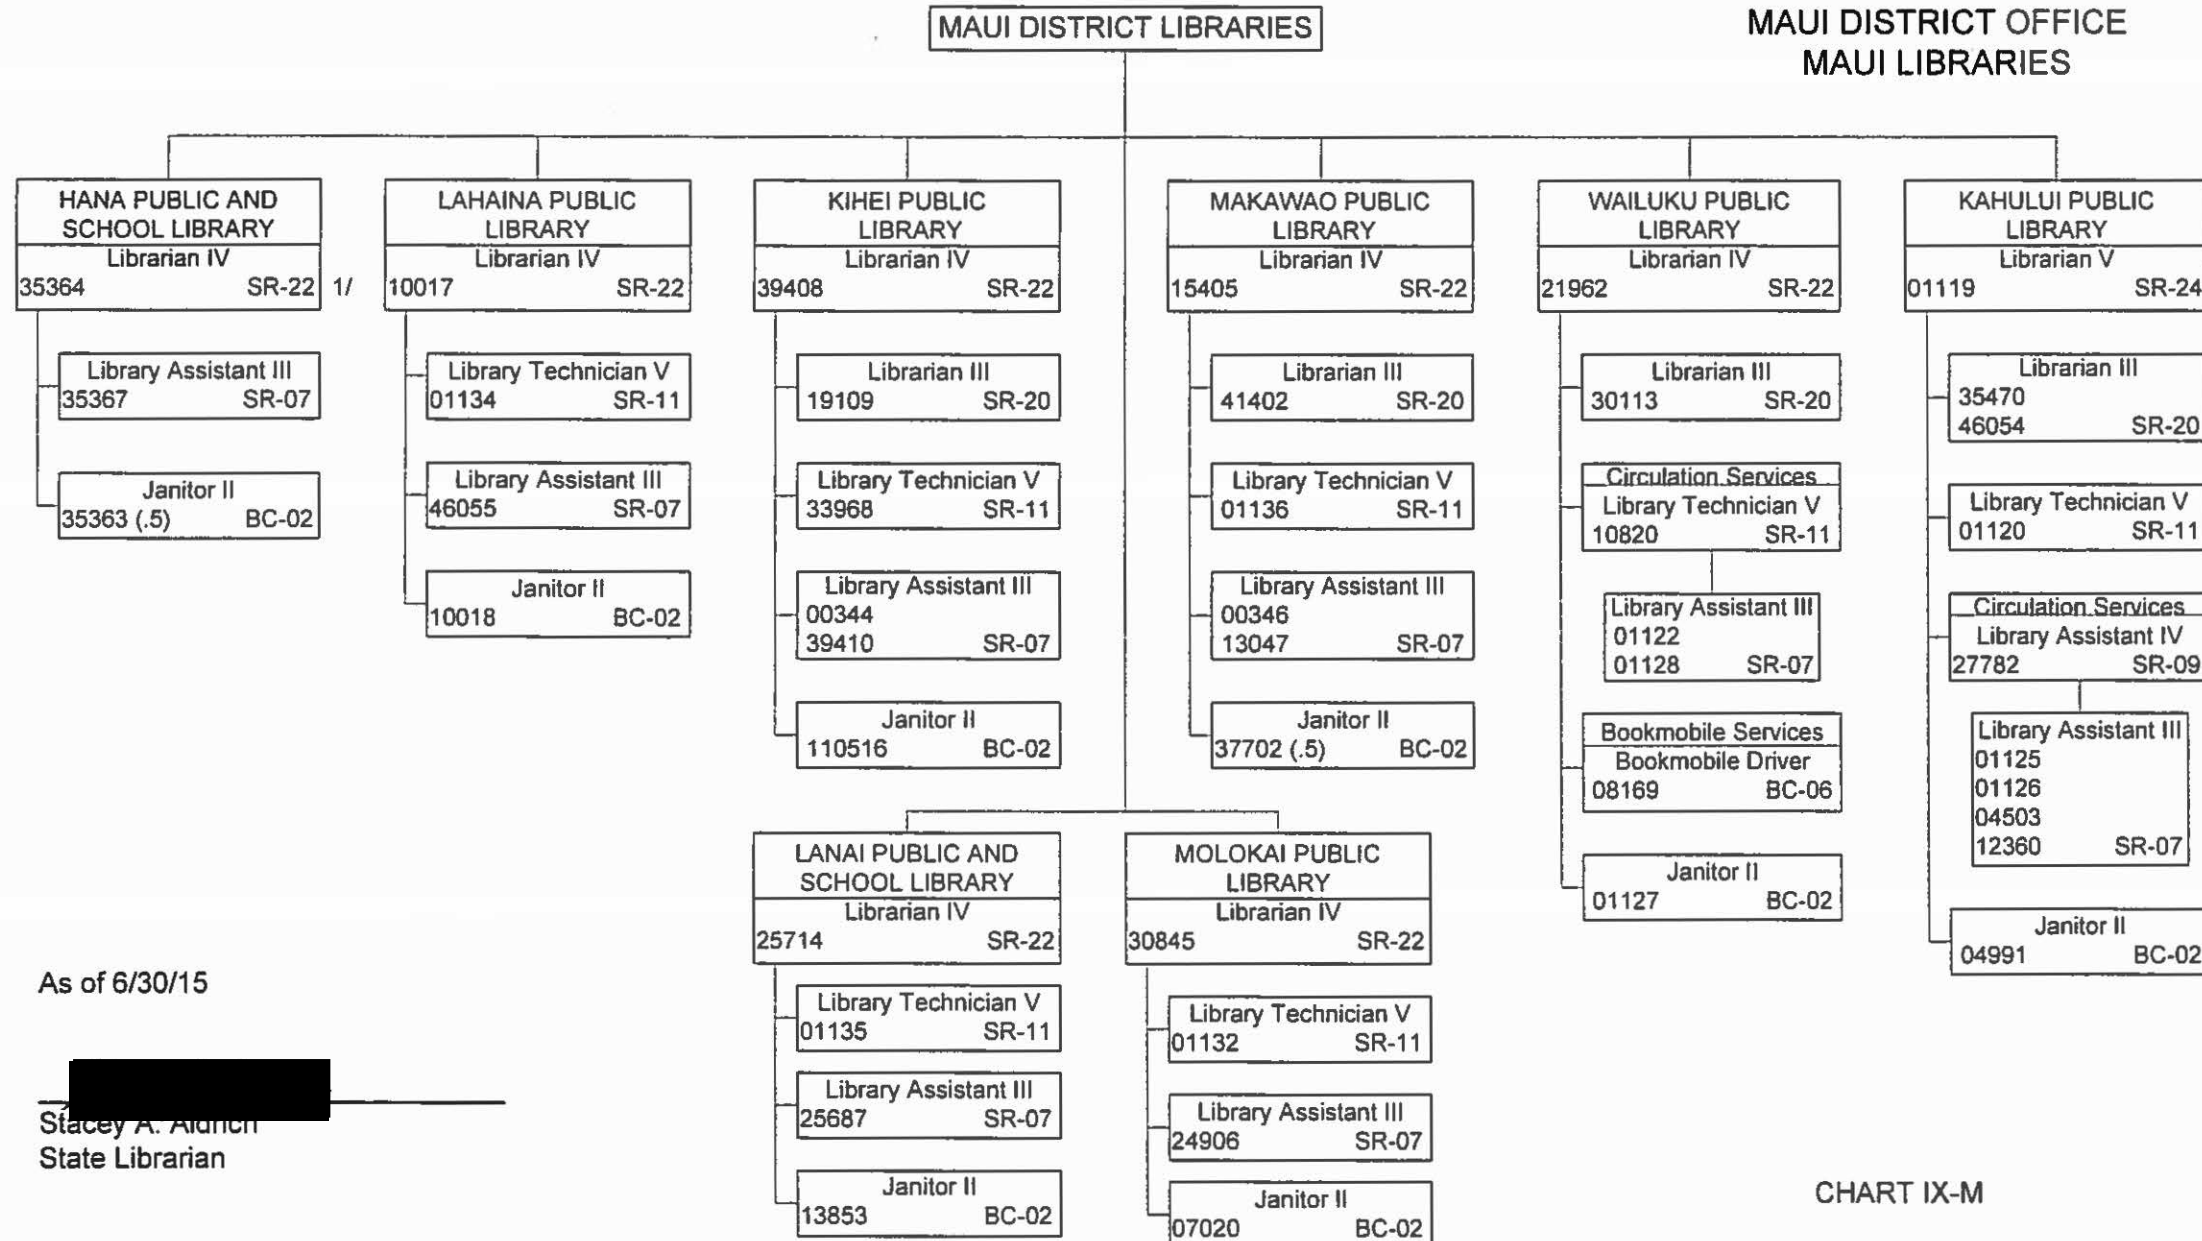 MAUI DISTRICT LIBRARIES
MAUI DISTRICT OFFICE
MAUI LIBRARIES
HANA PUBLIC AND
SCHOOL LIBRARY
Librarian IV
35364 SR-22 1/
Library Assistant III
35367 SR-07
Janitor II
35363 (.5) BC-02
LAHAINA PUBLIC
LIBRARY
Librarian IV
10017 SR-22
Library Technician V
01134 SR-11
Library Assistant III
46055 SR-07
Janitor II
10018 BC-02
KIHEI PUBLIC
LIBRARY
Librarian IV
39408 SR-22
Librarian III
19109 SR-20
Library Technician V
33968 SR-11
Library Assistant III
00344
39410 SR-07
Janitor II
110516 BC-02
MAKAWAO PUBLIC
LIBRARY
Librarian IV
15405 SR-22
Librarian III
41402 SR-20
Library Technician V
01136 SR-11
Library Assistant III
00346
13047 SR-07
Janitor II
37702 (.5) BC-02
WAILUKU PUBLIC
LIBRARY
Librarian IV
21962 SR-22
Librarian III
30113 SR-20
Circulation Services
Library Technician V
10820 SR-11
Library Assistant III
01122
01128 SR-07
Bookmobile Services
Bookmobile Driver
08169 BC-06
Janitor II
01127 BC-02
KAHULUI PUBLIC
LIBRARY
Librarian V
01119 SR-24
Librarian III
35470
46054 SR-20
Library Technician V
01120 SR-11
Circulation Services
Library Assistant IV
27782 SR-09
Library Assistant III
01125
01126
04503
12360 SR-07
Janitor II
04991 BC-02
LANAI PUBLIC AND
SCHOOL LIBRARY
Librarian IV
25714 SR-22
Library Technician V
01135 SR-11
Library Assistant III
25687 SR-07
Janitor II
13853 BC-02
MOLOKAI PUBLIC
LIBRARY
Librarian IV
30845 SR-22
Library Technician V
01132 SR-11
Library Assistant III
24906 SR-07
Janitor II
07020 BC-02
As of 6/30/15
Stacey A. Aldrich
State Librarian
CHART IX-M